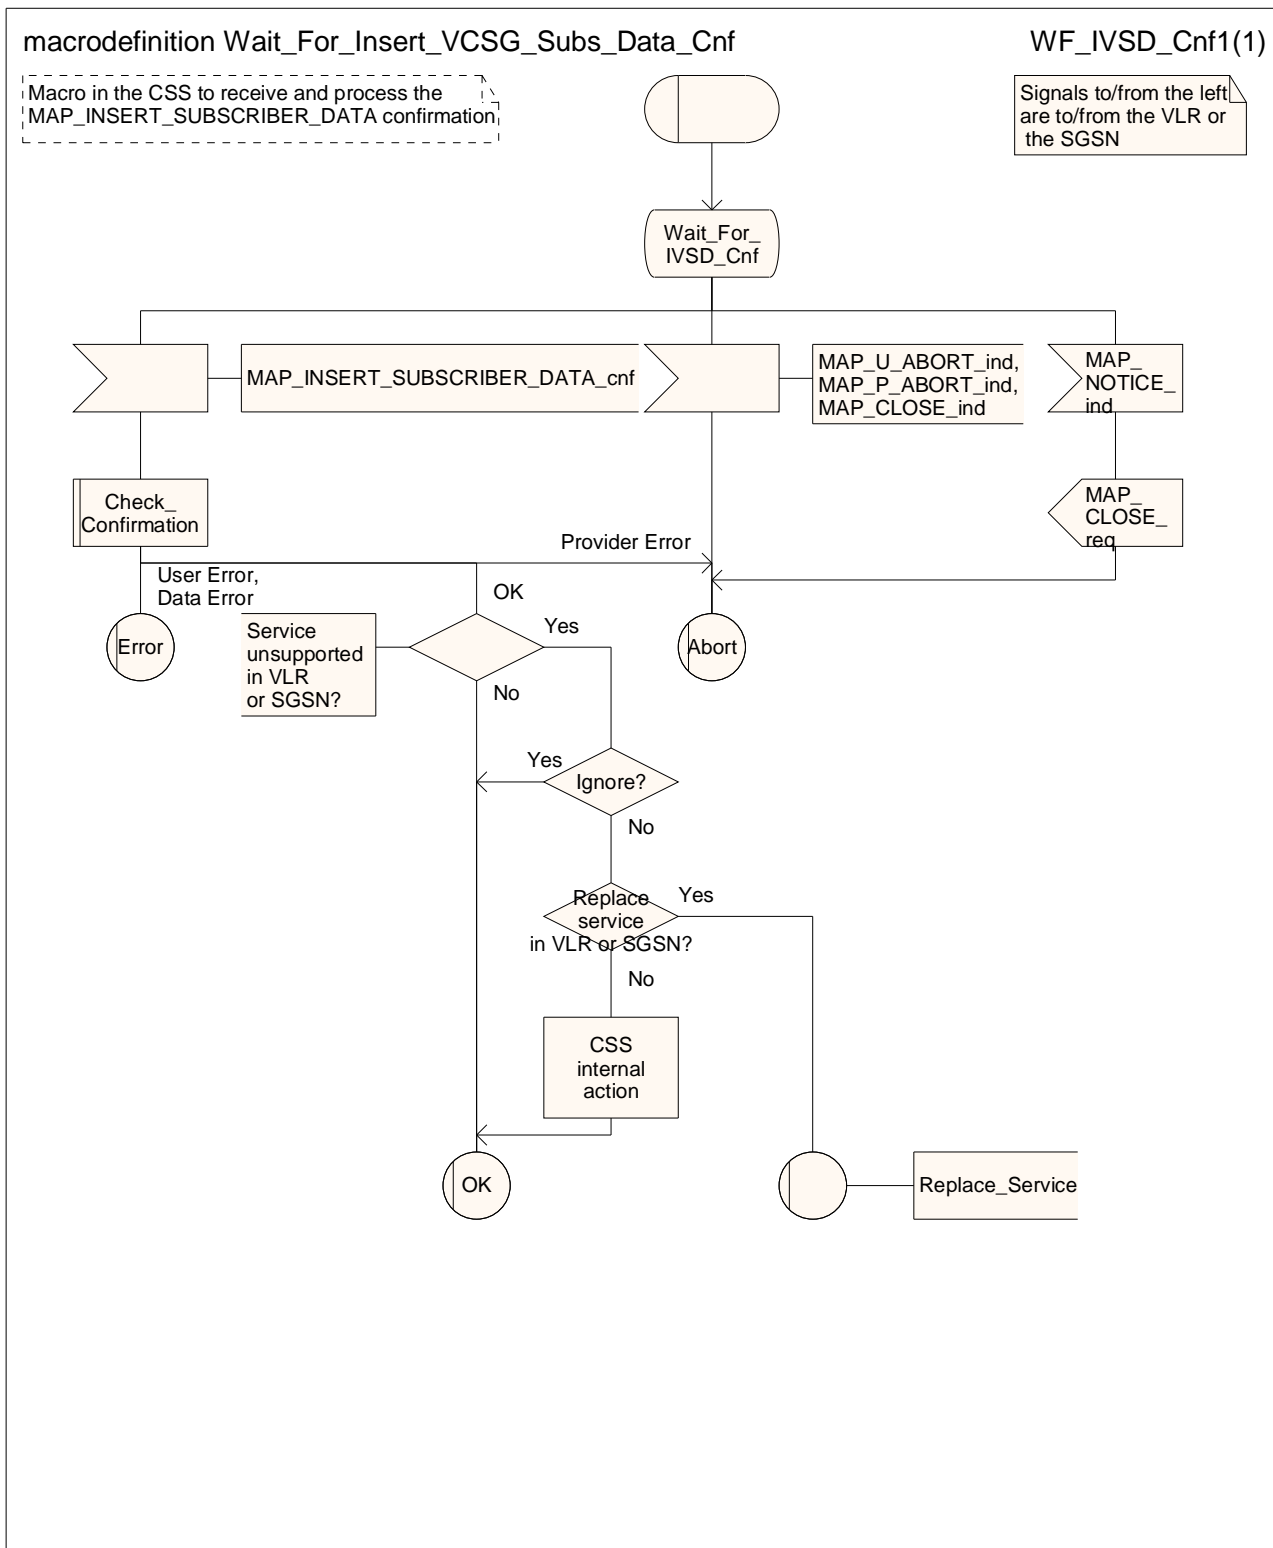 macrodefinition Wait_For_Insert_VCSG_Subs_Data_Cnf
WF_IVSD_Cnf1(1)
Macro in the CSS to receive and process the
MAP_INSERT_SUBSCRIBER_DATA confirmation
Signals to/from the left
are to/from the VLR or
the SGSN
Wait_For_
IVSD_Cnf
MAP_INSERT_SUBSCRIBER_DATA_cnf
MAP_U_ABORT_ind,
MAP_P_ABORT_ind,
MAP_CLOSE_ind
MAP_
NOTICE_
ind
Check_
Confirmation
MAP_
CLOSE_
req
Provider Error
User Error,
Data Error
OK
Error
Service
unsupported
in VLR
or SGSN?
Yes
No
Abort
Yes
Ignore?
No
Replace
service
in VLR or SGSN?
Yes
No
CSS
internal
action
OK
Replace_Service